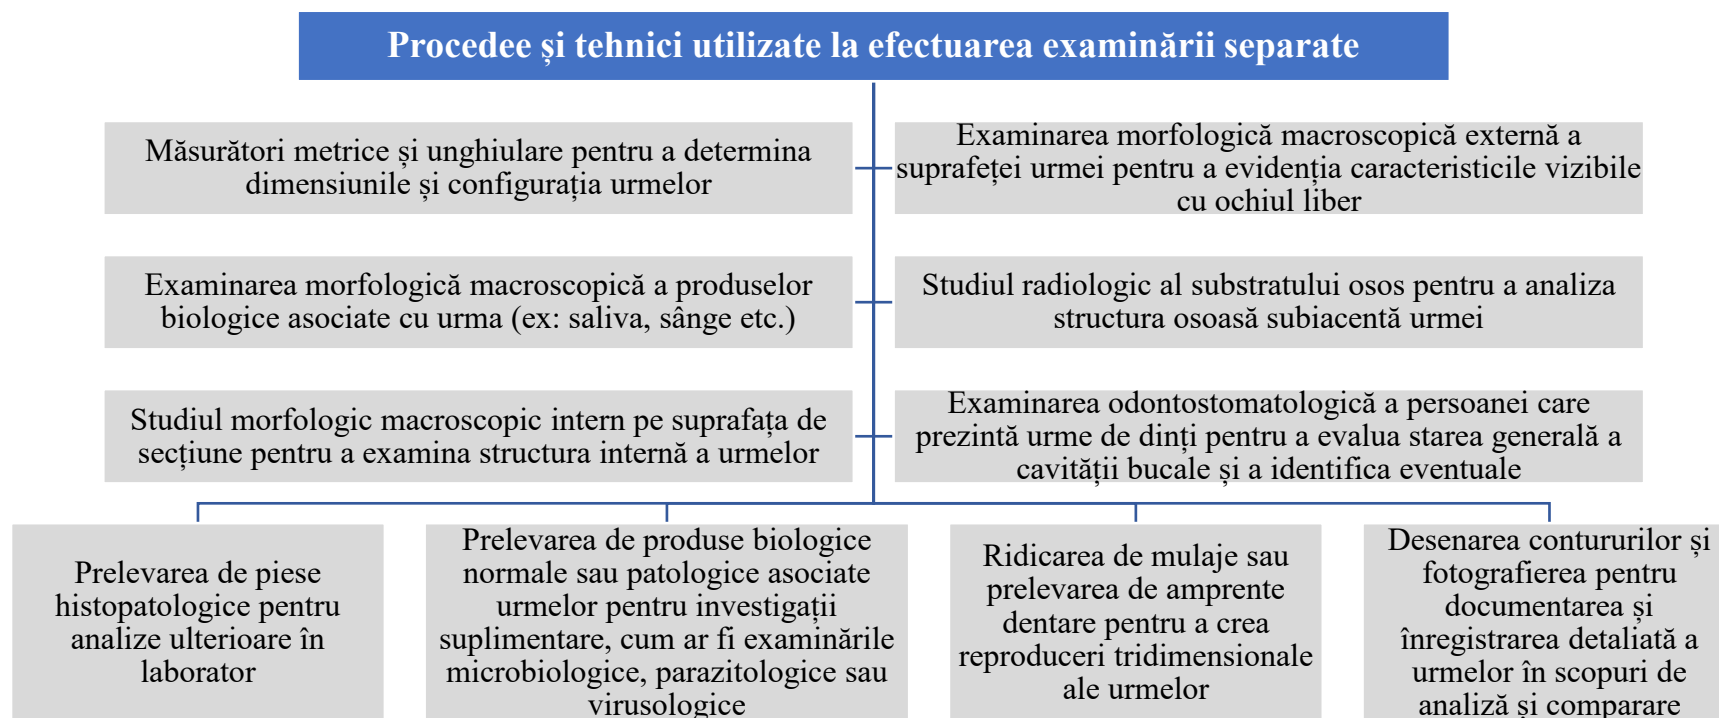 Procedee și tehnici utilizate la efectuarea examinării separate
Măsurători metrice și unghiulare pentru a determina
dimensiunile și configurația urmelor
Examinarea morfologică macroscopică externă a
suprafeței urmei pentru a evidenția caracteristicile vizibile
cu ochiul liber
Examinarea morfologică macroscopică a produselor
biologice asociate cu urma (ex: saliva, sânge etc.)
Studiul radiologic al substratului osos pentru a analiza
structura osoasă subiacentă urmei
Studiul morfologic macroscopic intern pe suprafața de
secțiune pentru a examina structura internă a urmelor
Examinarea odontostomatologică a persoanei care
prezintă urme de dinți pentru a evalua starea generală a
cavității bucale și a identifica eventuale
Prelevarea de piese
histopatologice pentru
analize ulterioare în
laborator
Prelevarea de produse biologice
normale sau patologice asociate
urmelor pentru investigații
suplimentare, cum ar fi examinările
microbiologice, parazitologice sau
virusologice
Ridicarea de mulaje sau
prelevarea de amprente
dentare pentru a crea
reproduceri tridimensionale
ale urmelor
Desenarea contururilor și
fotografierea pentru
documentarea și
înregistrarea detaliată a
urmelor în scopuri de
analiză și comparare